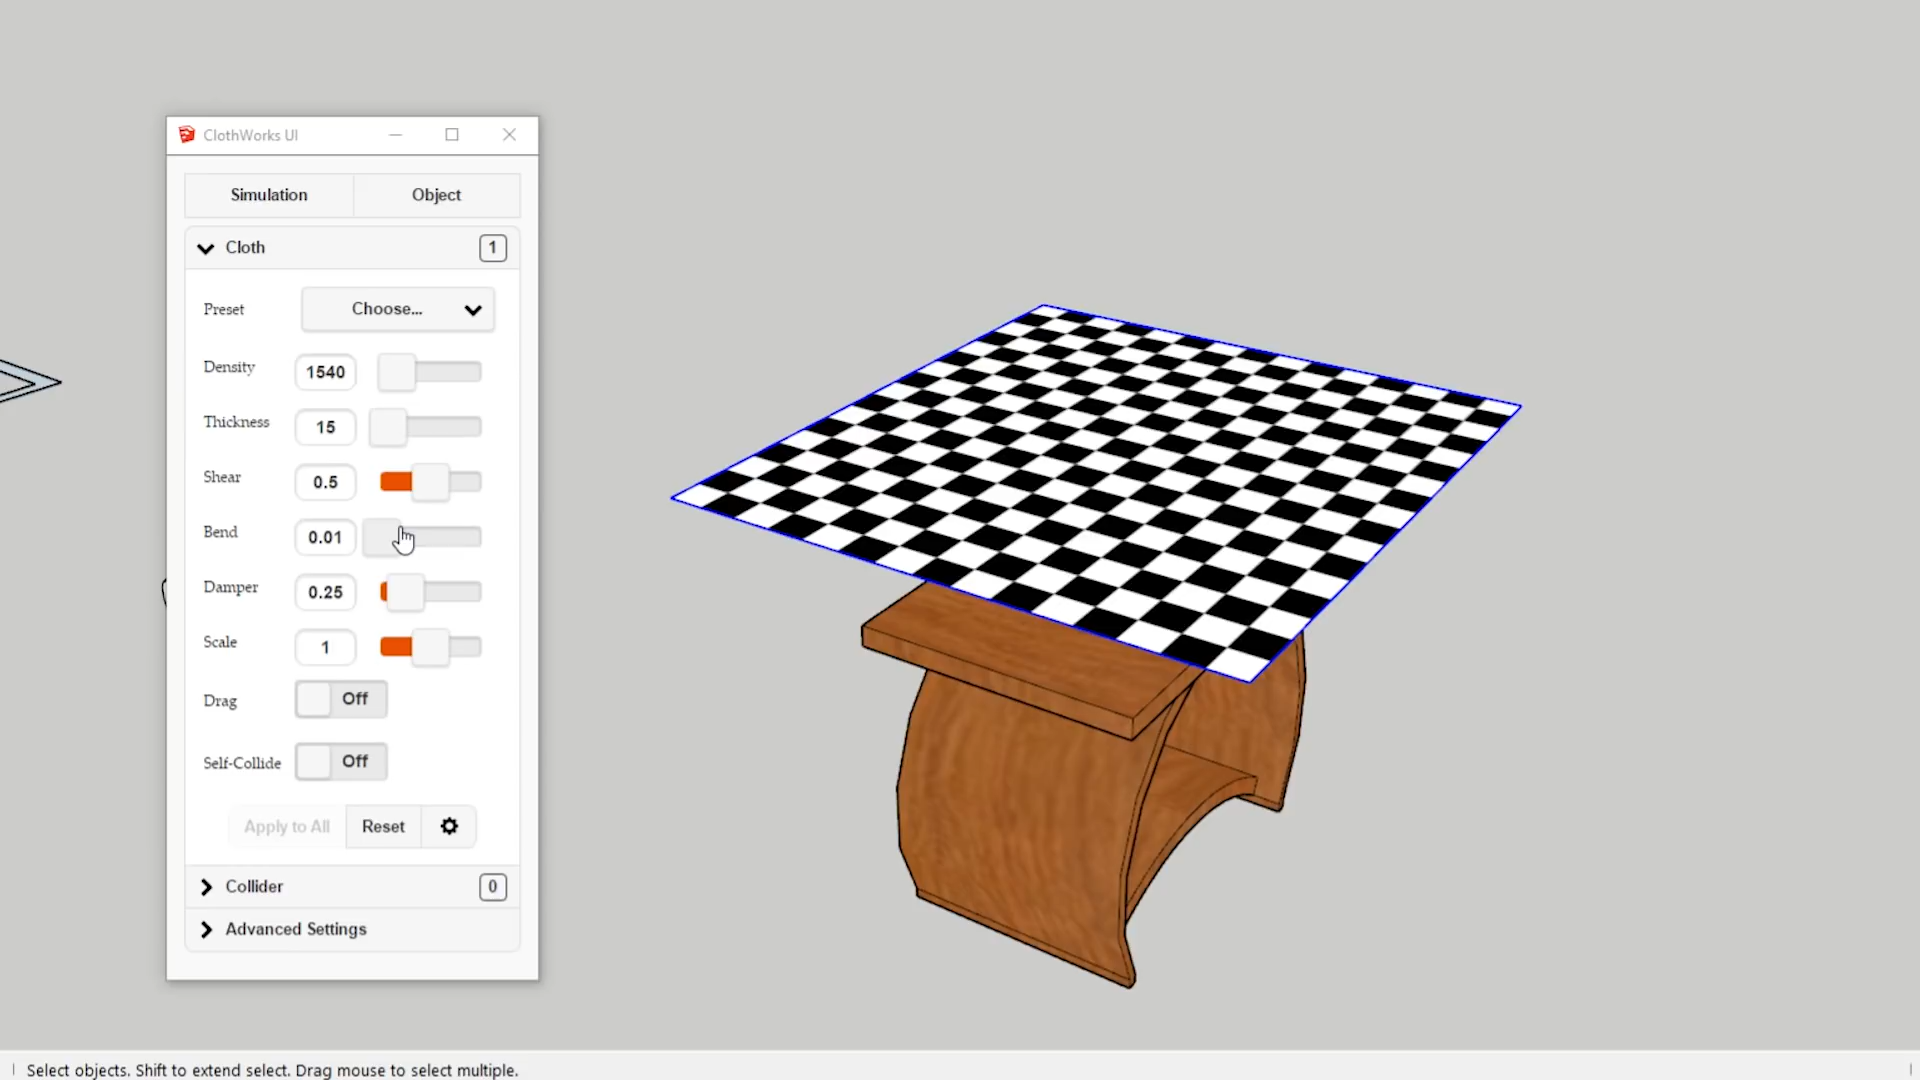 ClothWorks UI
Simulation Object
Cloth 1
Preset Choose...
Density 1540
Thickness 15
Shear 0.5
Bend 0.01
Damper 0.25
Scale 1
Drag Off
Self-Collide Off
Apply to All Reset
Collider 0
Advanced Settings
Select objects. Shift to extend select. Drag mouse to select multiple.